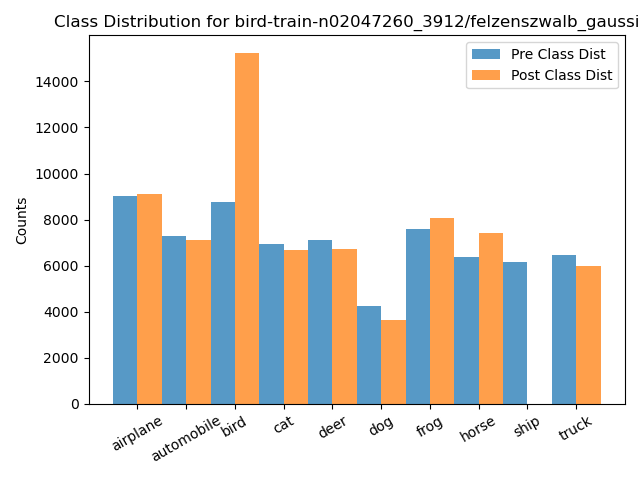 Class Distribution for bird-train-n02047260_3912/felzenszwalb_gaussi
Pre Class Dist
Post Class Dist
Counts
14000
12000
10000
8000
6000
4000
2000
0
airplane
automobile
bird
cat
deer
dog
frog
horse
ship
truck